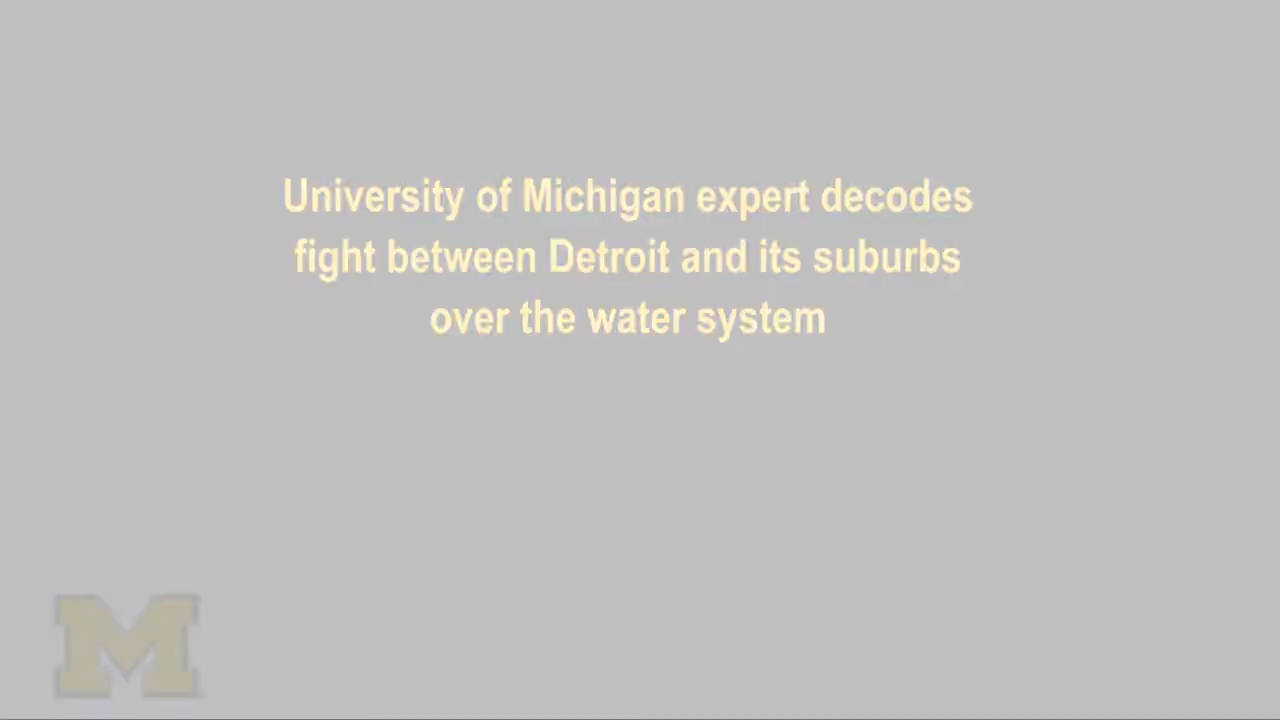 University of Michigan expert decodes
fight between Detroit and its suburbs
over the water system
M